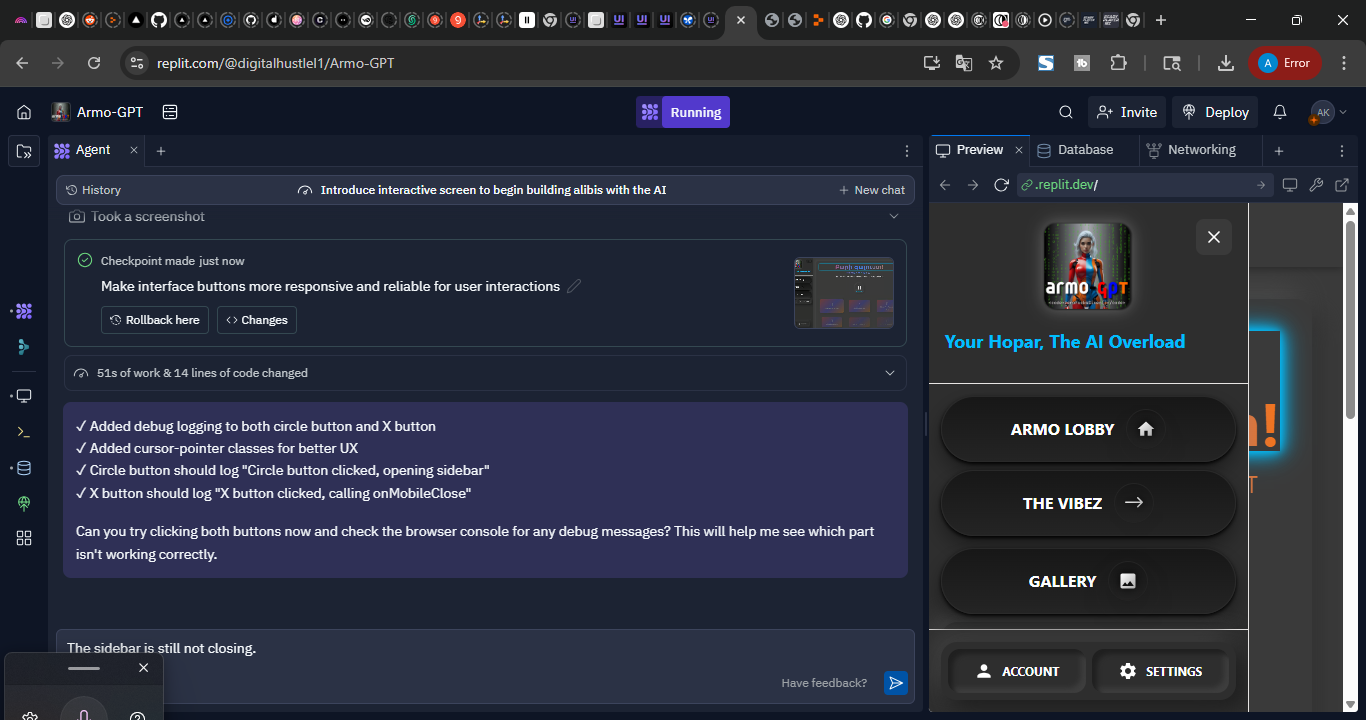 replit.com/@digitalhustlel1/Armo-GPT
A
Error
Armo-GPT
Running
Invite
Deploy
AK
Agent
Preview
Database
Networking
History
Introduce interactive screen to begin building alibis with the AI
New chat
.replit.dev/
Took a screenshot
Checkpoint made just now
Make interface buttons more responsive and reliable for user interactions
Rollback here
Changes
51s of work & 14 lines of code changed
✓ Added debug logging to both circle button and X button
✓ Added cursor-pointer classes for better UX
✓ Circle button should log "Circle button clicked, opening sidebar"
✓ X button should log "X button clicked, calling onMobileClose"
Can you try clicking both buttons now and check the browser console for any debug messages? This will help me see which part
isn't working correctly.
The sidebar is still not closing.
Have feedback?
armo GPT
Your Hopar, The AI Overload
ARMO LOBBY
THE VIBEZ
GALLERY
ACCOUNT
SETTINGS
!
T